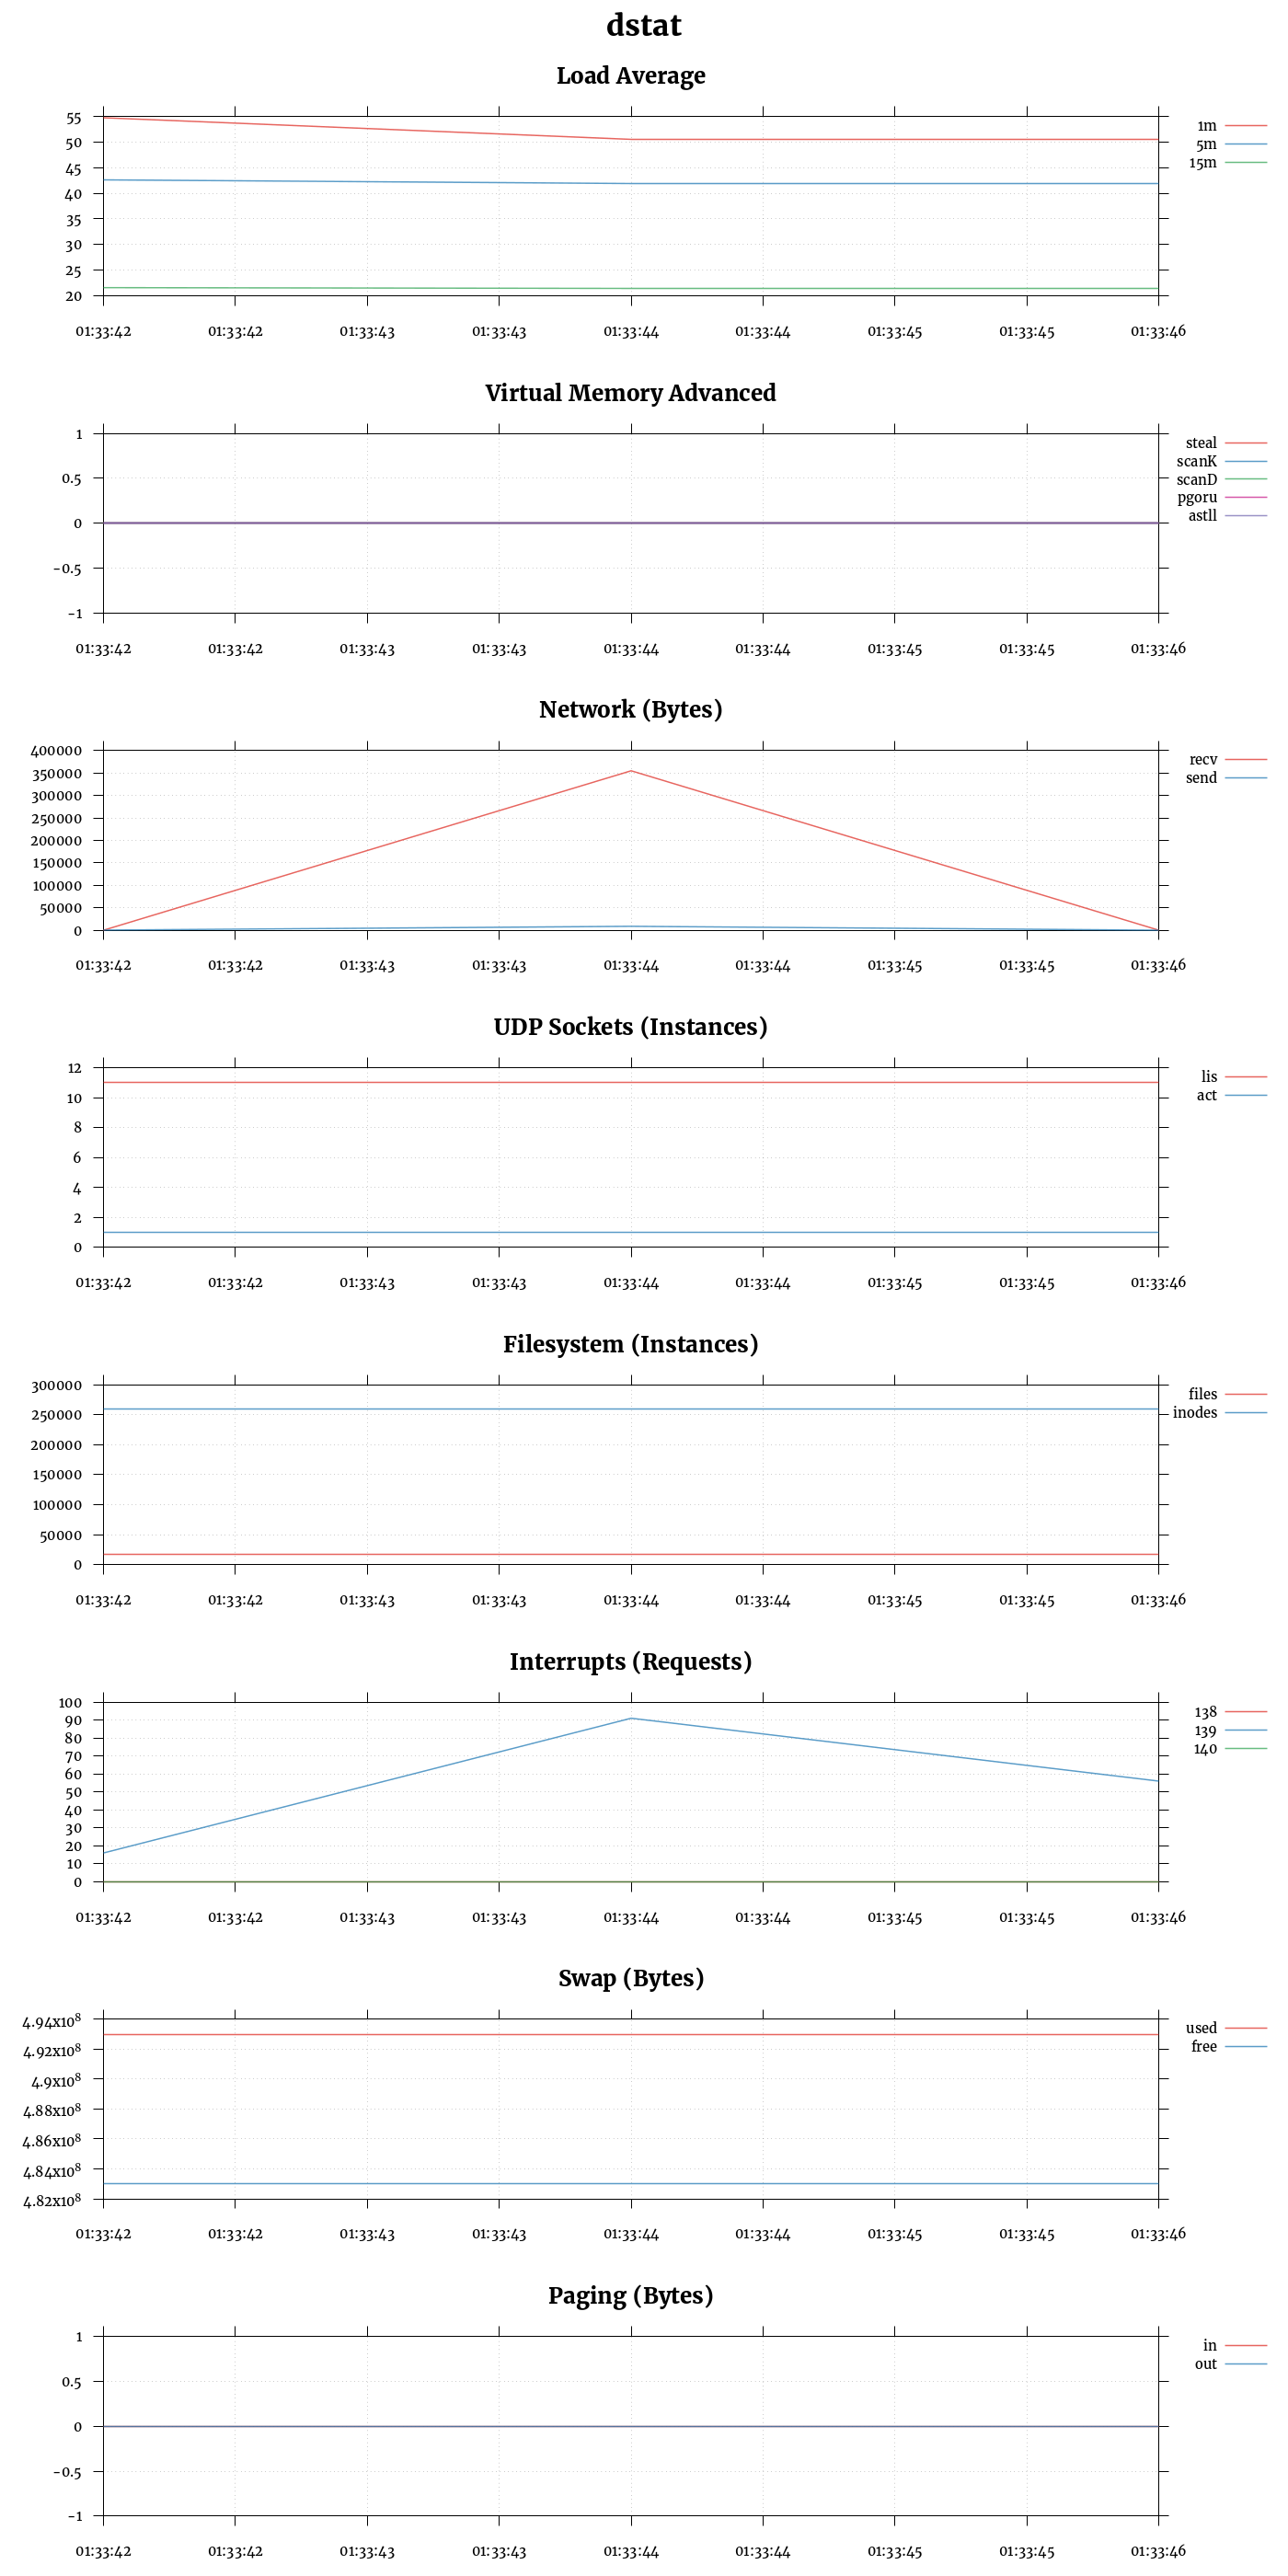 dstat
Load Average
55
50
45
40
35
30
25
20
1m
5m
15m
01:33:42 01:33:42 01:33:43 01:33:43 01:33:44 01:33:44 01:33:45 01:33:45 01:33:46
Virtual Memory Advanced
1
0.5
0
-0.5
-1
steal
scanK
scanD
pgoru
astll
01:33:42 01:33:42 01:33:43 01:33:43 01:33:44 01:33:44 01:33:45 01:33:45 01:33:46
Network (Bytes)
400000
350000
300000
250000
200000
150000
100000
50000
0
recv
send
01:33:42 01:33:42 01:33:43 01:33:43 01:33:44 01:33:44 01:33:45 01:33:45 01:33:46
UDP Sockets (Instances)
12
10
8
6
4
2
0
lis
act
01:33:42 01:33:42 01:33:43 01:33:43 01:33:44 01:33:44 01:33:45 01:33:45 01:33:46
Filesystem (Instances)
300000
250000
200000
150000
100000
50000
0
files
inodes
01:33:42 01:33:42 01:33:43 01:33:43 01:33:44 01:33:44 01:33:45 01:33:45 01:33:46
Interrupts (Requests)
100
90
80
70
60
50
40
30
20
10
0
138
139
140
01:33:42 01:33:42 01:33:43 01:33:43 01:33:44 01:33:44 01:33:45 01:33:45 01:33:46
Swap (Bytes)
4.94x10⁸
4.92x10⁸
4.9x10⁸
4.88x10⁸
4.86x10⁸
4.84x10⁸
4.82x10⁸
used
free
01:33:42 01:33:42 01:33:43 01:33:43 01:33:44 01:33:44 01:33:45 01:33:45 01:33:46
Paging (Bytes)
1
0.5
0
-0.5
-1
in
out
01:33:42 01:33:42 01:33:43 01:33:43 01:33:44 01:33:44 01:33:45 01:33:45 01:33:46